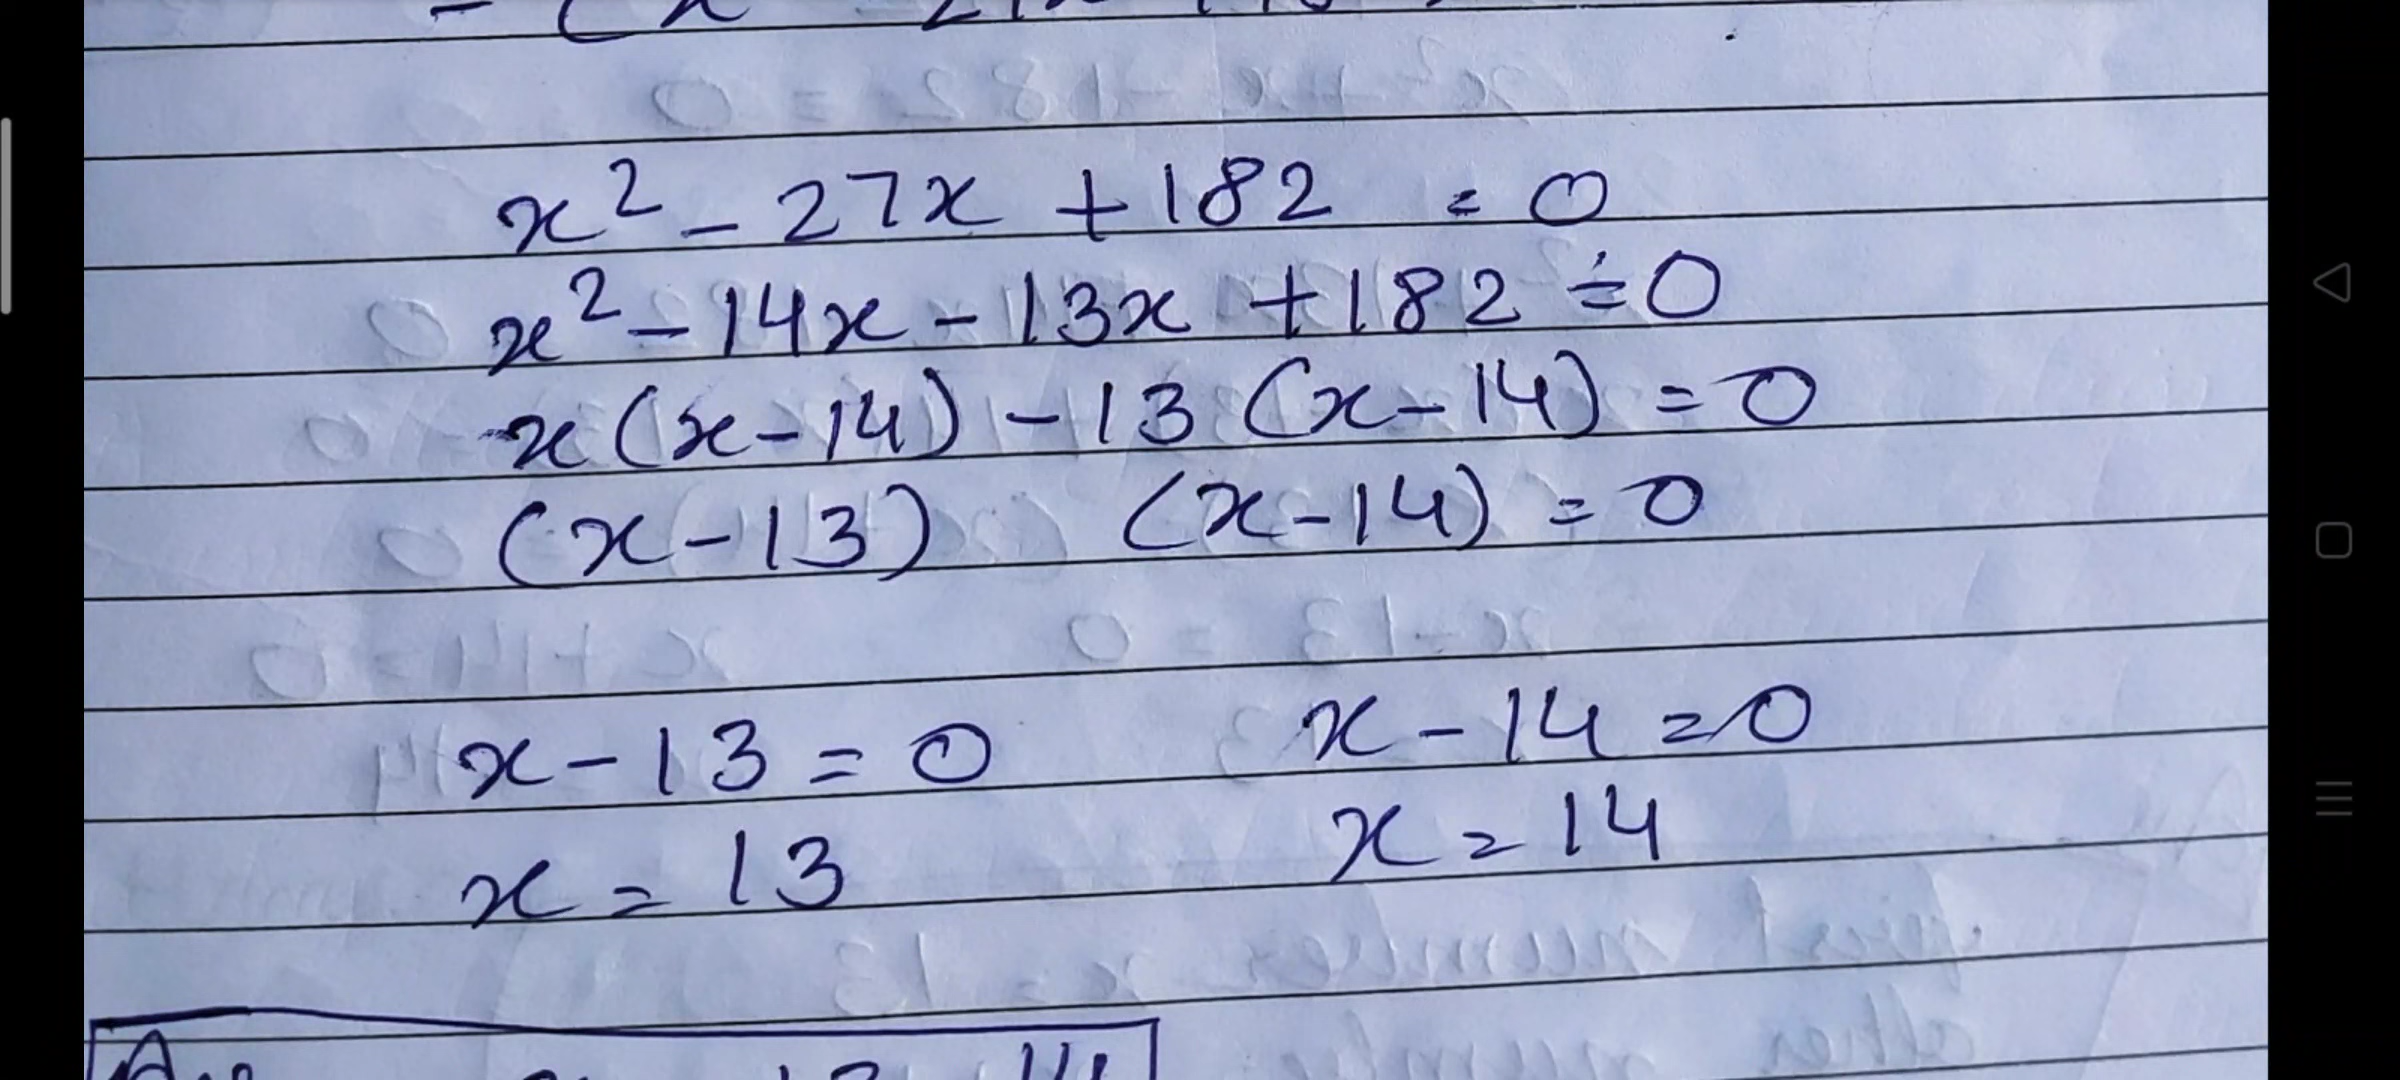 x² - 27x + 182 = 0
x² - 14x - 13x + 182 = 0
x(x-14) - 13 (x-14) = 0
(x-13) (x-14) = 0
x - 13 = 0 x - 14 = 0
x = 13 x = 14